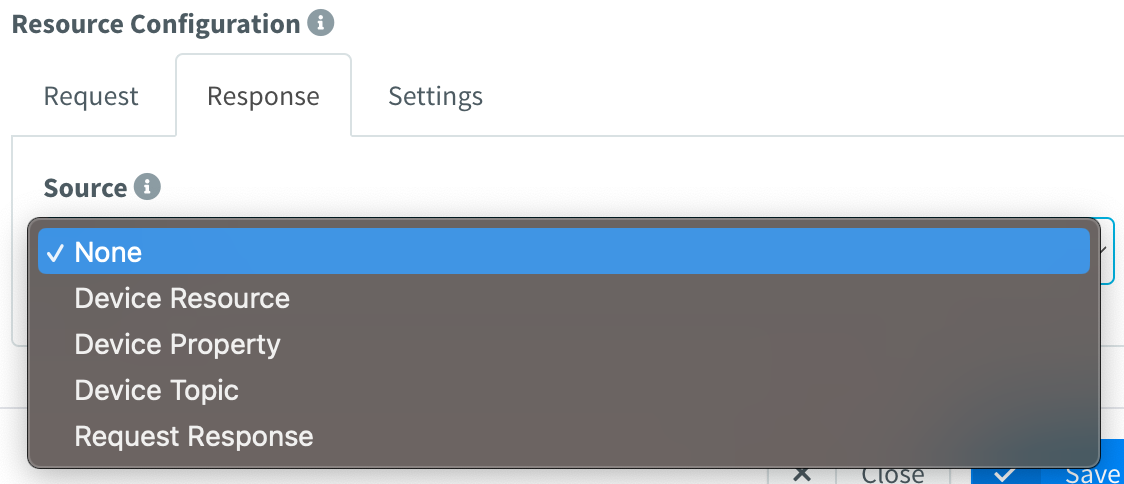 Resource Configuration
Request Response Settings
Source
✓ None
Device Resource
Device Property
Device Topic
Request Response
Close Save